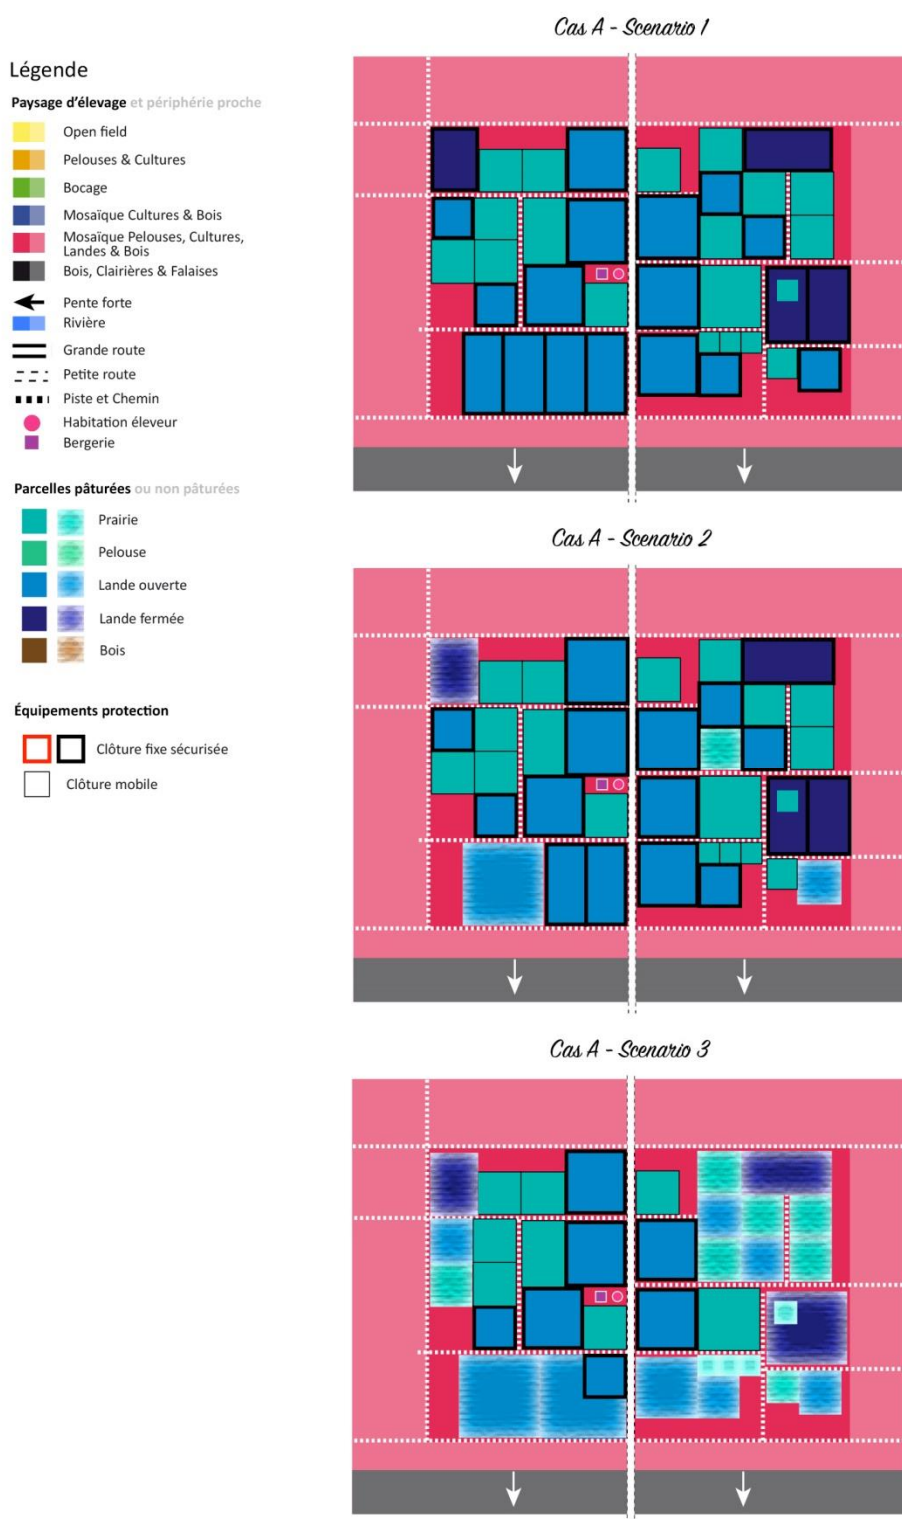 Cas A - Scenario 1
Légende
Paysage d'élevage et périphérie proche
Open field
Pelouses & Cultures
Bocage
Mosaïque Cultures & Bois
Mosaïque Pelouses, Cultures,
Landes & Bois
Bois, Clairières & Falaises
Pente forte
Rivière
Grande route
Petite route
Piste et Chemin
Habitation éleveur
Bergerie
Parcelles pâturées ou non pâturées
Prairie
Pelouse
Lande ouverte
Lande fermée
Bois
Équipements protection
Clôture fixe sécurisée
Clôture mobile
Cas A - Scenario 2
Cas A - Scenario 3